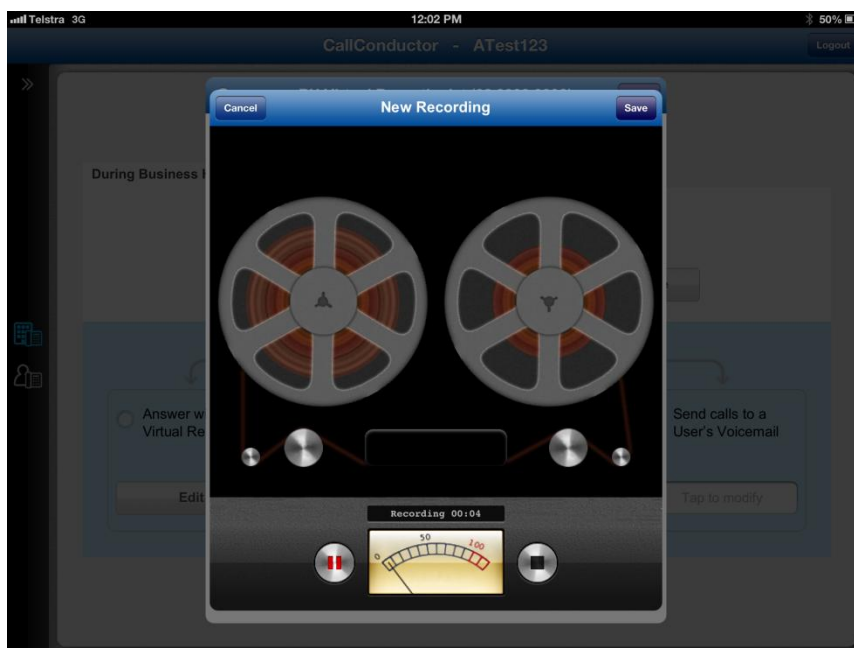 Telstra 3G 12:02 PM 50%
CallConductor - ATest123 Logout
Cancel New Recording Save
During Business
Answer
Virtual
Send calls to a
User's Voicemail
Edit
Tap to modify
Recording 00:04
0 50 100